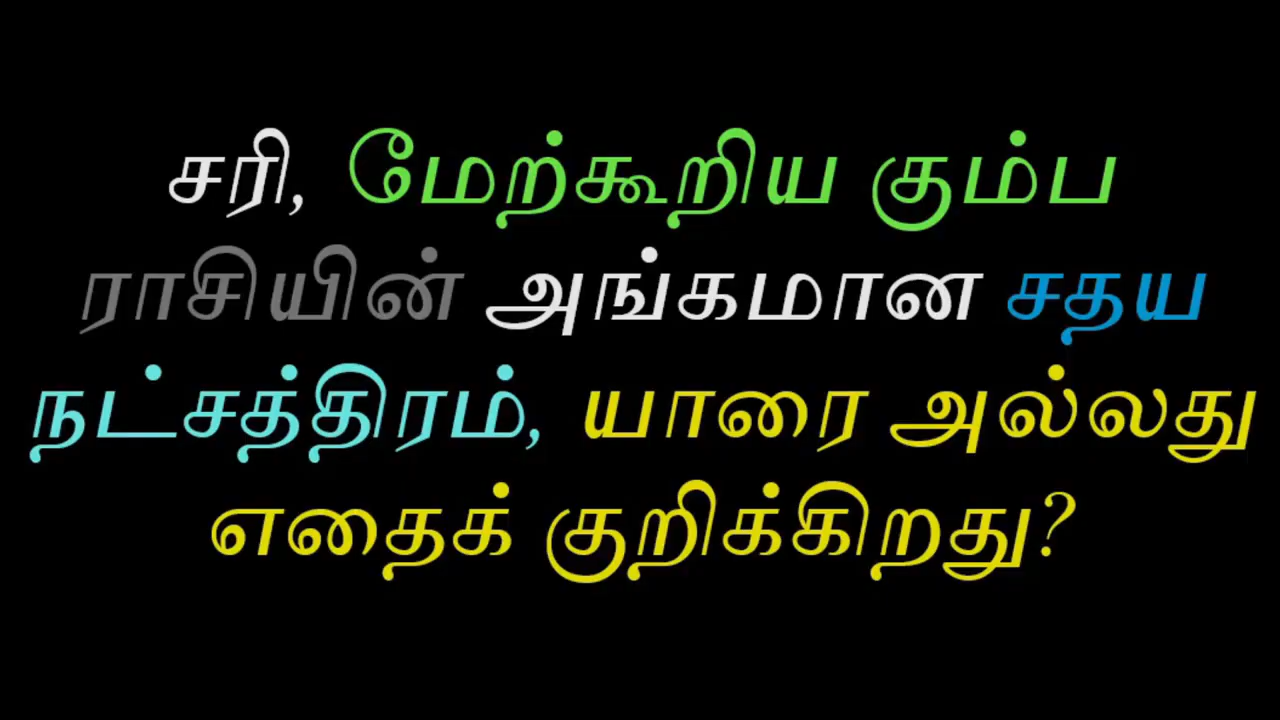 சரி, மேற்கூறிய கும்ப
ராசியின் அங்கமான சதய
நட்சத்திரம், யாரை அல்லது
எதைக் குறிக்கிறது?